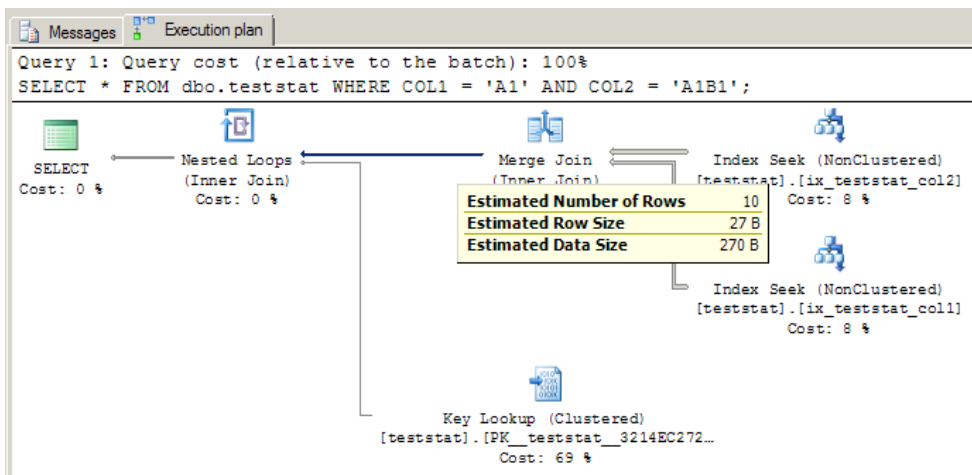 Messages
Execution plan
Query 1: Query cost (relative to the batch): 100%
SELECT * FROM dbo.teststat WHERE COL1 = 'A1' AND COL2 = 'A1B1';
SELECT
Cost: 0 %
Nested Loops
(Inner Join)
Cost: 0 %
Merge Join
(Inner Join)
Index Seek (NonClustered)
[teststat].[ix_teststat_col2]
Cost: 8 %
Estimated Number of Rows 10
Estimated Row Size 27 B
Estimated Data Size 270 B
Index Seek (NonClustered)
[teststat].[ix_teststat_col1]
Cost: 8 %
Key Lookup (Clustered)
[teststat].[PK__teststat__3214EC272...
Cost: 69 %